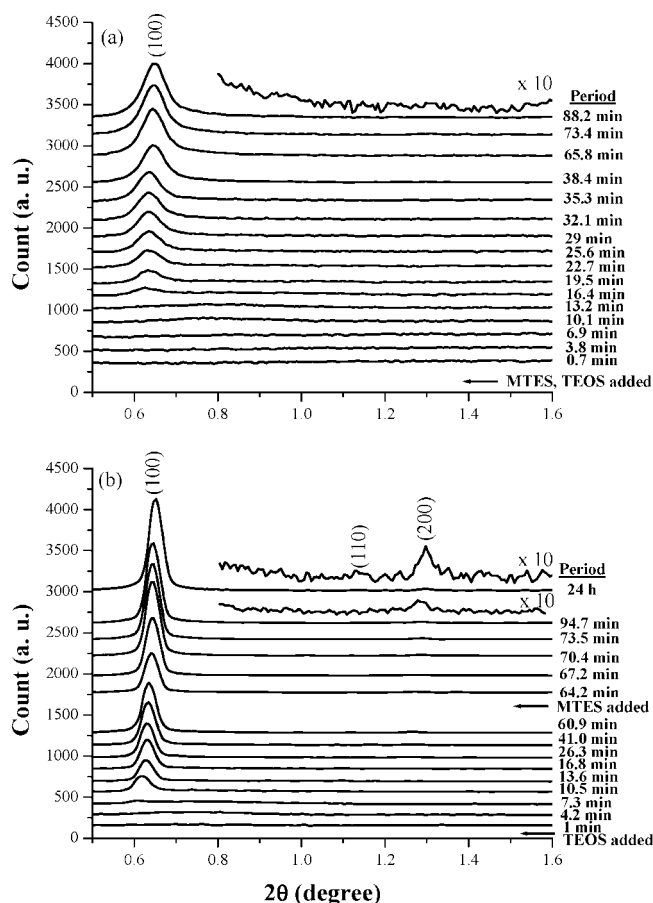 (a)
(100)
x 10
Period
88.2 min
73.4 min
65.8 min
38.4 min
35.3 min
32.1 min
29 min
25.6 min
22.7 min
19.5 min
16.4 min
13.2 min
10.1 min
6.9 min
3.8 min
0.7 min
MTES, TEOS added
Count (a. u.)
4500
4000
3500
3000
2500
2000
1500
1000
500
0
0.6 0.8 1.0 1.2 1.4 1.6
(b)
(100)
(110)
(200)
x 10
Period
24 h
x 10
94.7 min
73.5 min
70.4 min
67.2 min
64.2 min
MTES added
60.9 min
41.0 min
26.3 min
16.8 min
13.6 min
10.5 min
7.3 min
4.2 min
1 min
TEOS added
Count (a. u.)
4500
4000
3500
3000
2500
2000
1500
1000
500
0
0.6 0.8 1.0 1.2 1.4 1.6
2θ (degree)